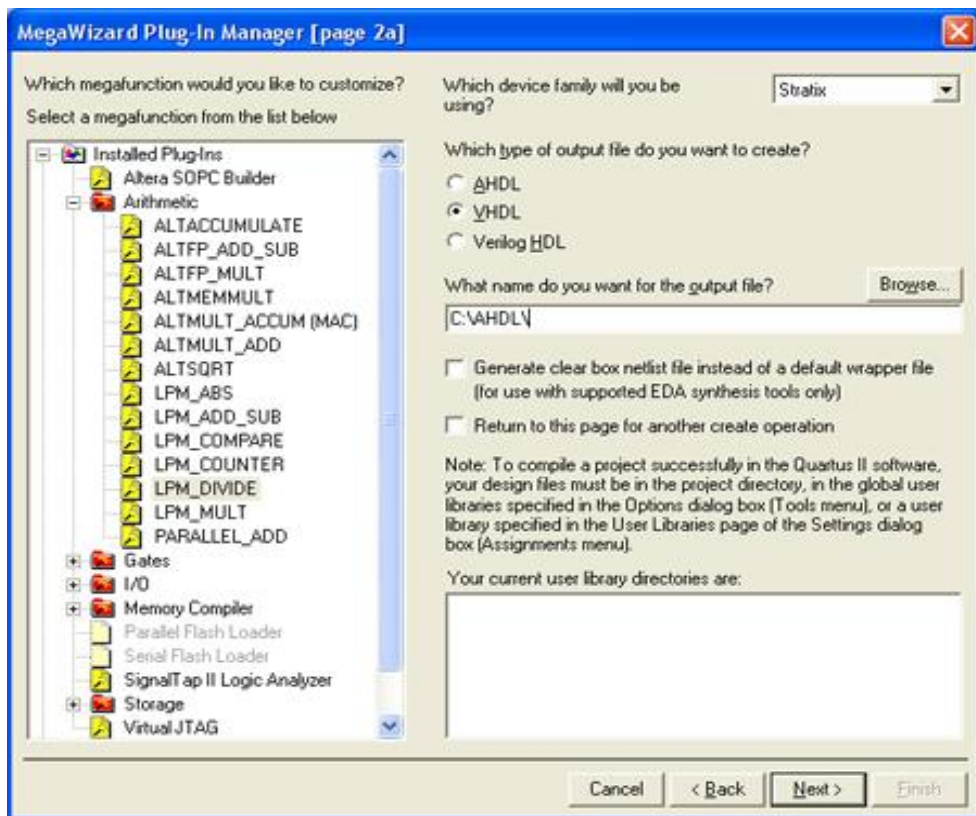 MegaWizard Plug-In Manager [page 2a]
Which megafunction would you like to customize?
Select a megafunction from the list below
Installed Plug-Ins
Altera SOPC Builder
Arithmetic
ALTACCUMULATE
ALTFP_ADD_SUB
ALTFP_MULT
ALTMEMMULT
ALTMULT_ACCUM (MAC)
ALTMULT_ADD
ALTSQRT
LPM_ABS
LPM_ADD_SUB
LPM_COMPARE
LPM_COUNTER
LPM_DIVIDE
LPM_MULT
PARALLEL_ADD
Gates
I/O
Memory Compiler
Parallel Flash Loader
Serial Flash Loader
SignalTap II Logic Analyzer
Storage
Virtual JTAG
Which device family will you be
using?
Stratix
Which type of output file do you want to create?
AHDL
VHDL
Verilog HDL
What name do you want for the output file?
Browse...
C:\AHDL\
Generate clear box netlist file instead of a default wrapper file
(for use with supported EDA synthesis tools only)
Return to this page for another create operation
Note: To compile a project successfully in the Quartus II software,
your design files must be in the project directory, in the global user
libraries specified in the Options dialog box (Tools menu), or a user
library specified in the User Libraries page of the Settings dialog
box (Assignments menu).
Your current user library directories are:
Cancel
< Back
Next >
Finish